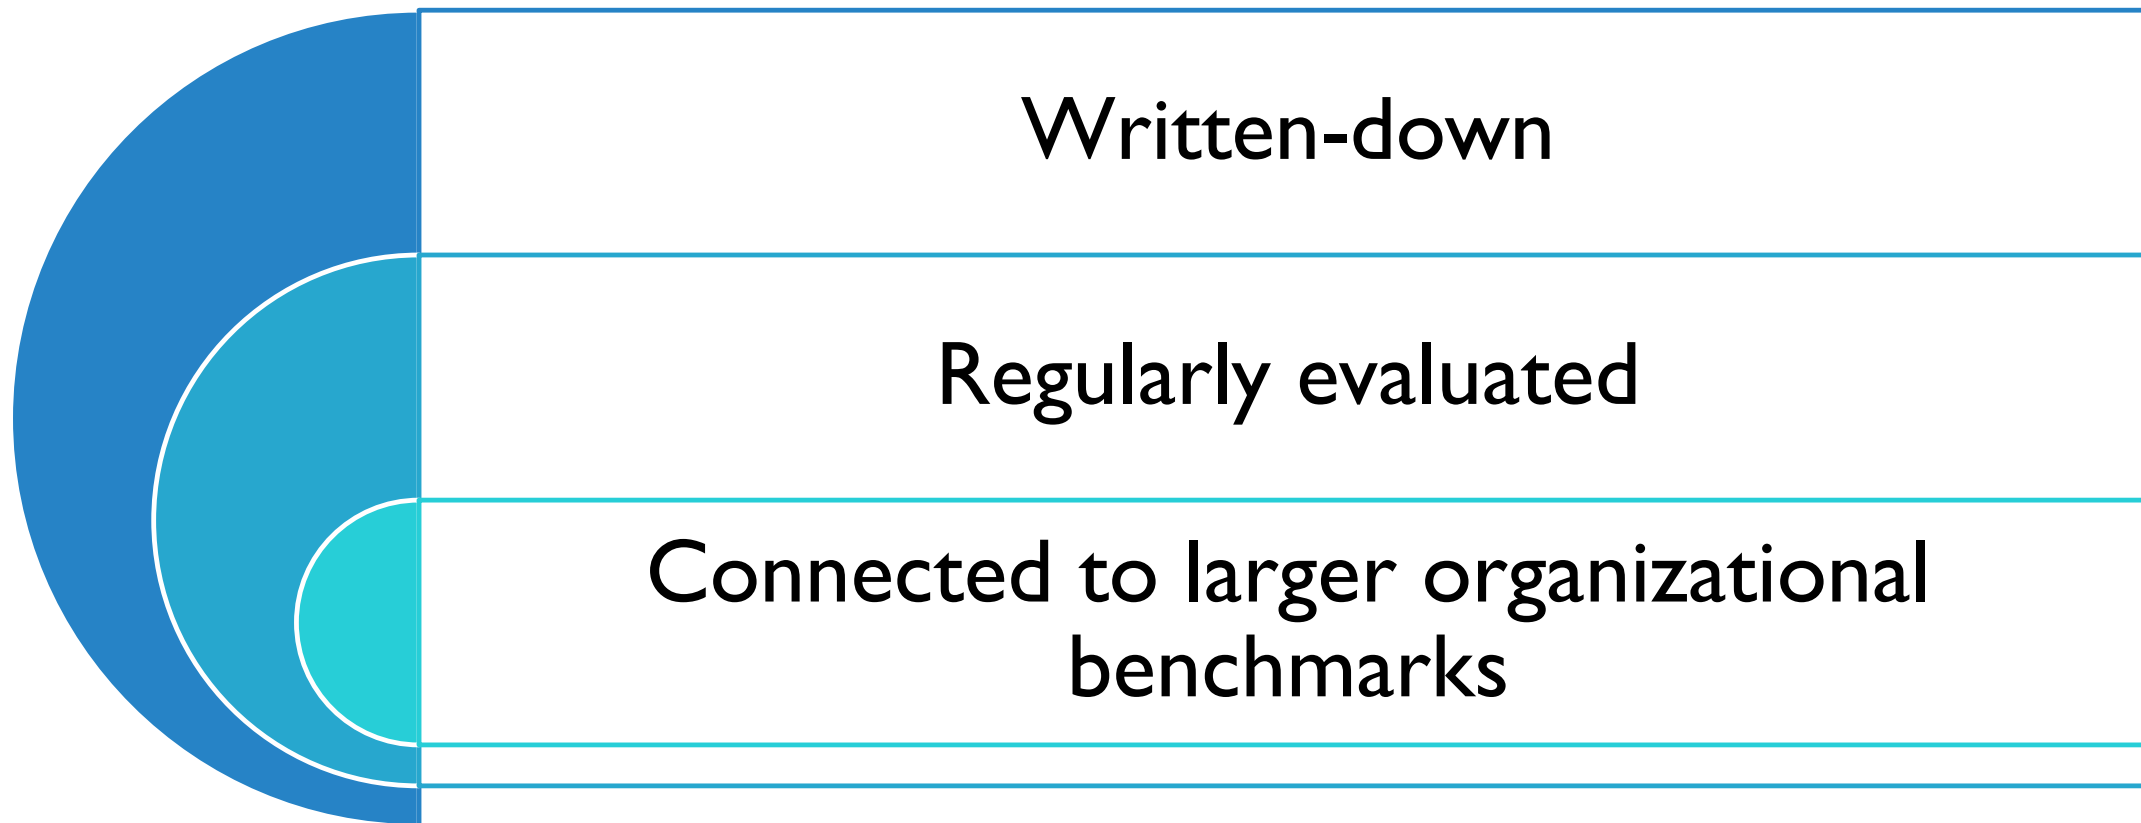 Written-down
Regularly evaluated
Connected to larger organizational
benchmarks